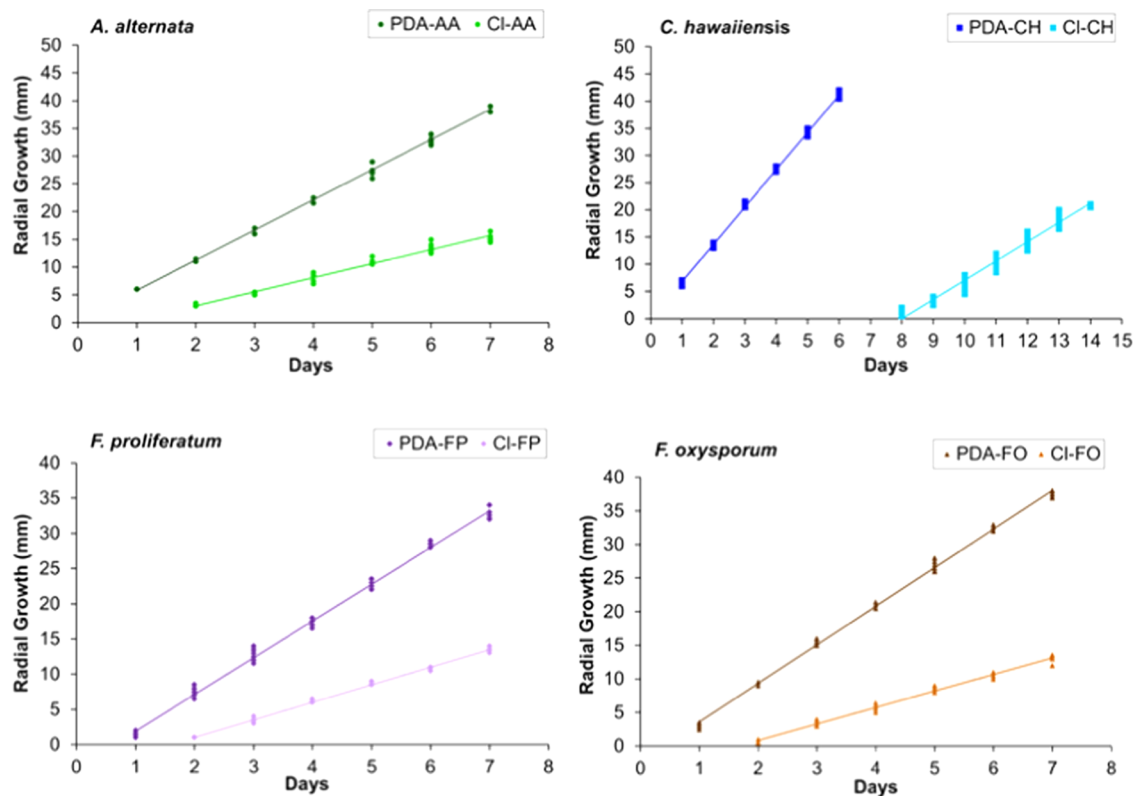 A. alternata
PDA-AA CI-AA
Radial Growth (mm)
50
45
40
35
30
25
20
15
10
5
0
0 1 2 3 4 5 6 7 8
Days
C. hawaiiensis
PDA-CH CI-CH
Radial Growth (mm)
50
45
40
35
30
25
20
15
10
5
0
0 1 2 3 4 5 6 7 8 9 10 11 12 13 14 15
Days
F. proliferatum
PDA-FP CI-FP
Radial Growth (mm)
40
35
30
25
20
15
10
5
0
0 1 2 3 4 5 6 7 8
Days
F. oxysporum
PDA-FO CI-FO
Radial Growth (mm)
40
35
30
25
20
15
10
5
0
0 1 2 3 4 5 6 7 8
Days